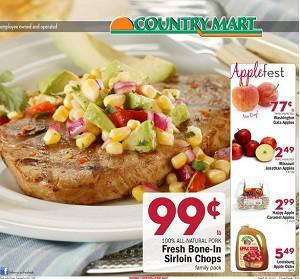 employee owned and operated
COUNTRY MART
AppleFest
77¢
Washington
Gala Apples
2.49
Missouri
Jonathan Apples
2.99
Happy Apple
Caramel Apples
5.49
Louisburg
Apple Cider
99¢
lb
100% ALL-NATURAL PORK
Fresh Bone-In
Sirloin Chops
family pack